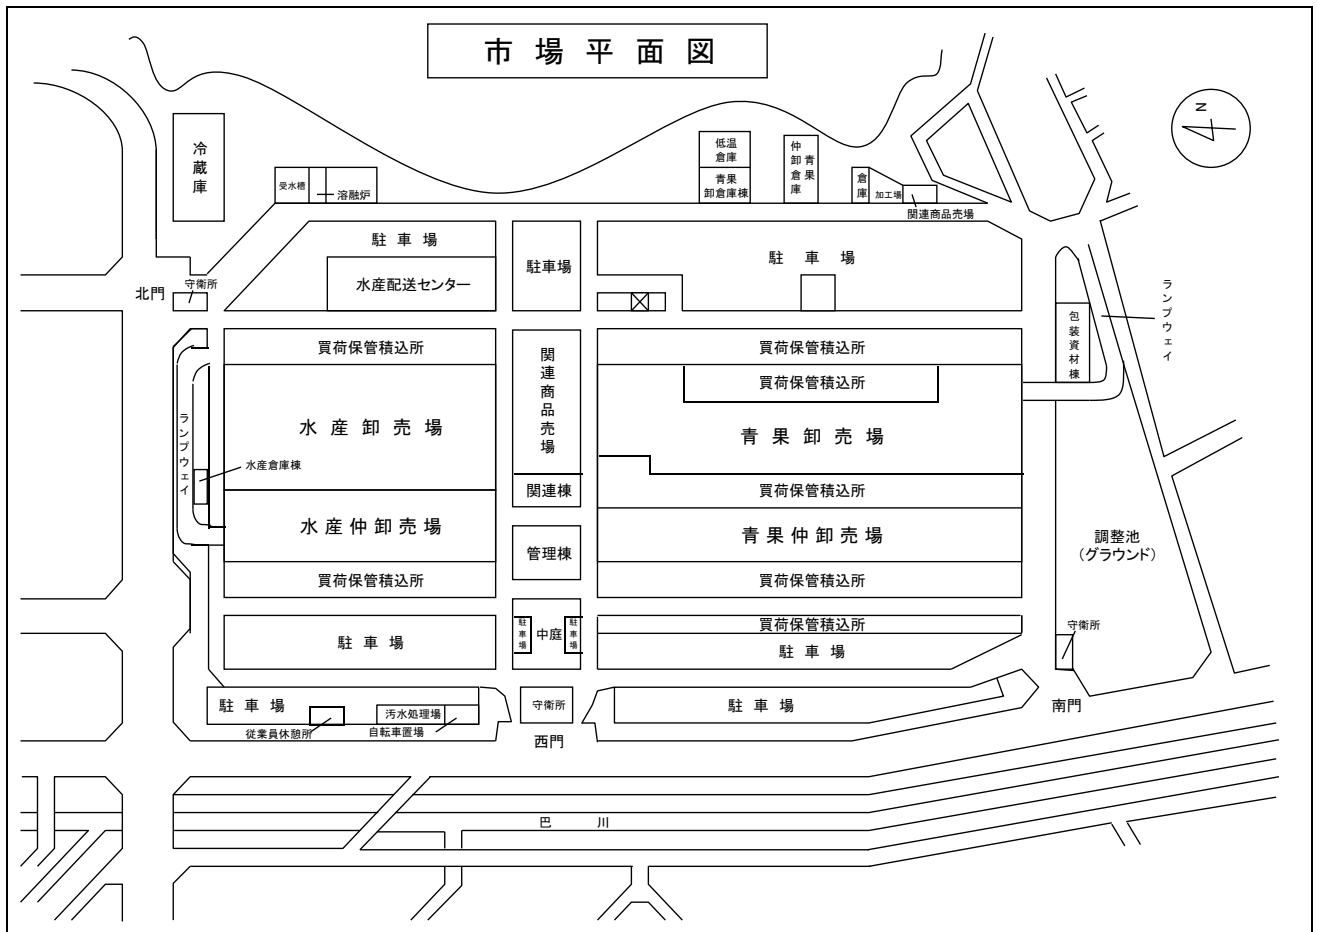 市場平面図
N
冷蔵庫
受水槽
溶融炉
低温
倉庫
青果
卸倉庫棟
仲卸倉庫
青果
倉庫
加工場
関連商品売場
駐車場
水産配送センター
駐車場
駐車場
守衛所
北門
ランプウェイ
包装資材棟
買荷保管積込所
関連商品売場
買荷保管積込所
買荷保管積込所
水産卸売場
青果卸売場
ランプウェイ
水産倉庫棟
関連棟
買荷保管積込所
水産仲卸売場
管理棟
青果仲卸売場
調整池
（グラウンド）
買荷保管積込所
買荷保管積込所
駐車場
駐車場
中庭
駐車場
買荷保管積込所
駐車場
守衛所
駐車場
汚水処理場
従業員休憩所
自転車置場
守衛所
西門
駐車場
南門
巴川